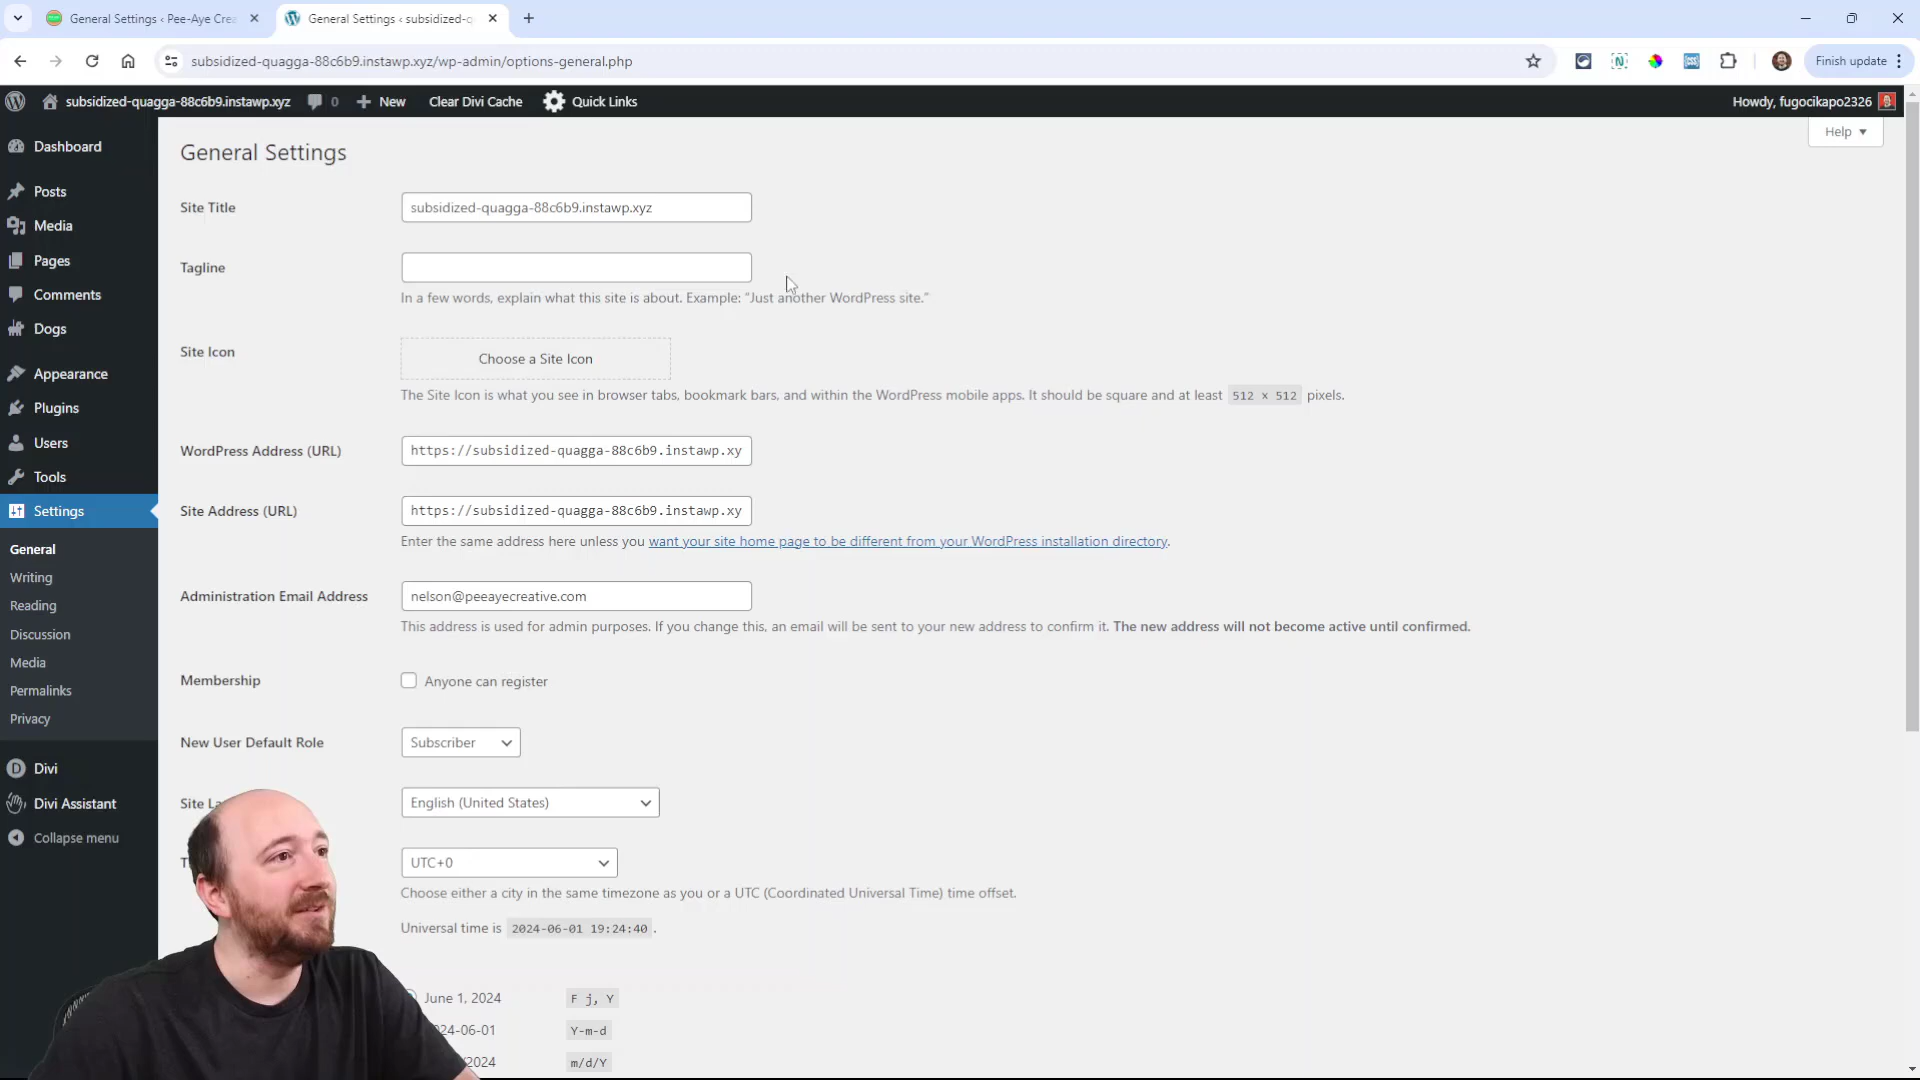 General Settings ‹ Pee-Aye Crea
General Settings ‹ subsidized-q
subsidized-quagga-88c6b9.instawp.xyz/wp-admin/options-general.php
Finish update
subsidized-quagga-88c6b9.instawp.xyz
0
New
Clear Divi Cache
Quick Links
Howdy, fugocikapo2326
Dashboard
Posts
Media
Pages
Comments
Dogs
Appearance
Plugins
Users
Tools
Settings
General
Writing
Reading
Discussion
Media
Permalinks
Privacy
Divi
Divi Assistant
Collapse menu
Help
General Settings
Site Title
subsidized-quagga-88c6b9.instawp.xyz
Tagline
In a few words, explain what this site is about. Example: “Just another WordPress site.”
Site Icon
Choose a Site Icon
The Site Icon is what you see in browser tabs, bookmark bars, and within the WordPress mobile apps. It should be square and at least 512 × 512 pixels.
WordPress Address (URL)
https://subsidized-quagga-88c6b9.instawp.xy
Site Address (URL)
https://subsidized-quagga-88c6b9.instawp.xy
Enter the same address here unless you want your site home page to be different from your WordPress installation directory.
Administration Email Address
nelson@peeayecreative.com
This address is used for admin purposes. If you change this, an email will be sent to your new address to confirm it. The new address will not become active until confirmed.
Membership
Anyone can register
New User Default Role
Subscriber
Site La
English (United States)
T
UTC+0
Choose either a city in the same timezone as you or a UTC (Coordinated Universal Time) time offset.
Universal time is 2024-06-01 19:24:40 .
June 1, 2024 F j, Y
024-06-01 Y-m-d
/2024 m/d/Y